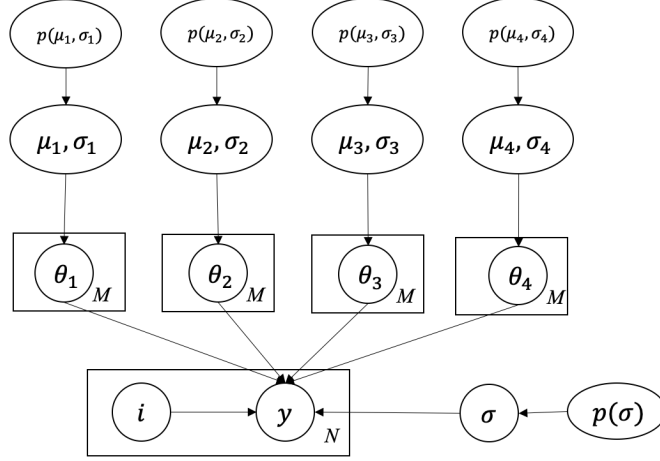 p(μ₁, σ₁) p(μ₂, σ₂) p(μ₃, σ₃) p(μ₄, σ₄)
μ₁, σ₁ μ₂, σ₂ μ₃, σ₃ μ₄, σ₄
θ₁ θ₂ θ₃ θ₄
M M M M
i y σ p(σ)
N